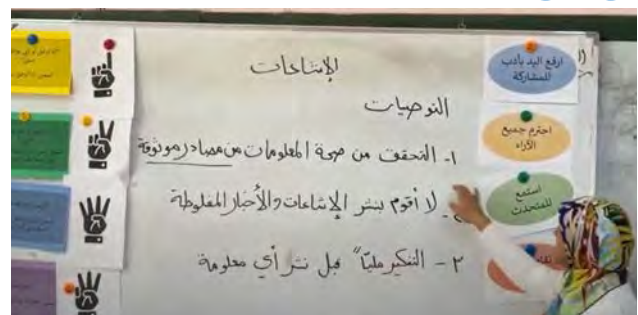 الإشاعات
التوصيات
١- التحقق من صحة المعلومات من مصادر موثوقة
- لا أقوم بنشر الإشاعات والأخبار المغلوطة
٣- التفكير مليّاً قبل نشر أي معلومة
ارفع اليد بأدب
للمشاركة
احترم جميع
الآراء
استمع
للمتحدث